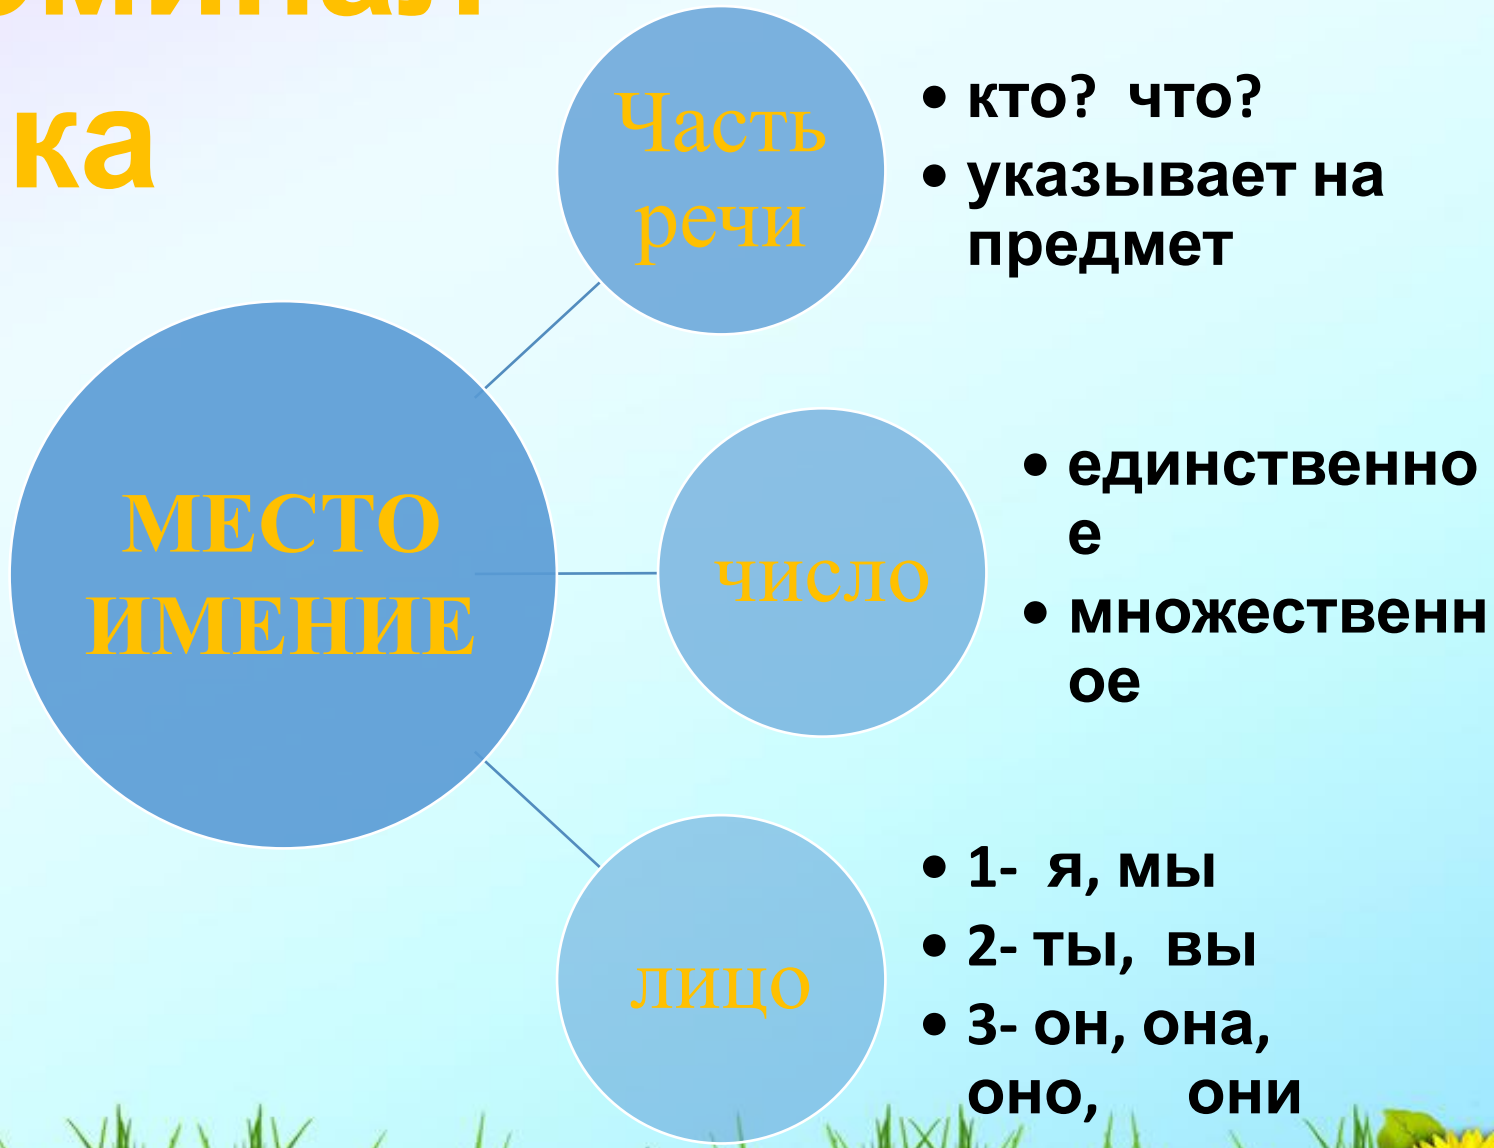 оминал
ка
Часть
речи
• кто? что?
• указывает на
предмет
МЕСТО
ИМЕНИЕ
число
• единственно
е
• множественн
ое
лицо
• 1- я, мы
• 2- ты, вы
• 3- он, она,
оно, они